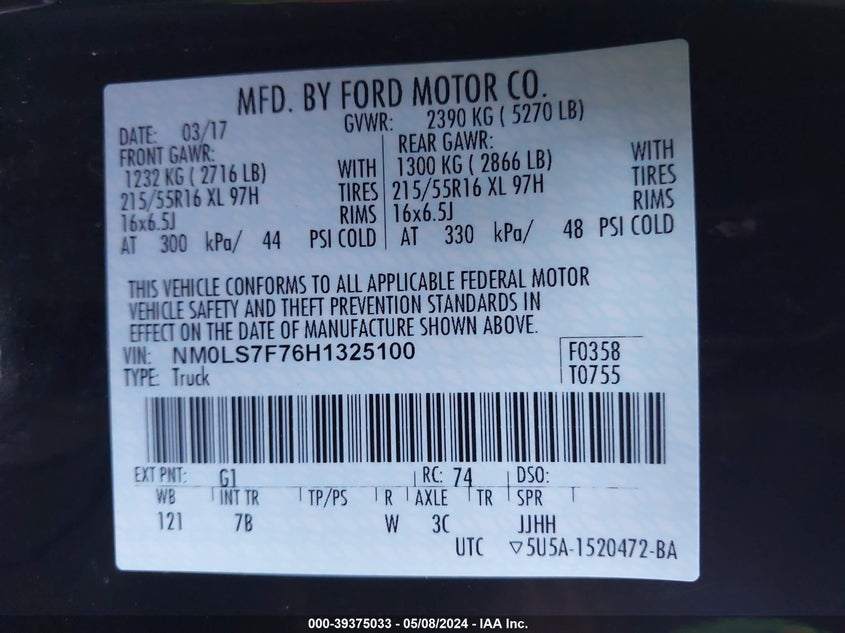 MFD. BY FORD MOTOR CO.
DATE: 03/17 GVWR: 2390 KG ( 5270 LB)
FRONT GAWR: REAR GAWR:
1232 KG ( 2716 LB) WITH 1300 KG ( 2866 LB) WITH
215/55R16 XL 97H TIRES 215/55R16 XL 97H TIRES
16x6.5J RIMS 16x6.5J RIMS
AT 300 kPa/ 44 PSI COLD AT 330 kPa/ 48 PSI COLD
THIS VEHICLE CONFORMS TO ALL APPLICABLE FEDERAL MOTOR
VEHICLE SAFETY AND THEFT PREVENTION STANDARDS IN
EFFECT ON THE DATE OF MANUFACTURE SHOWN ABOVE.
VIN: NM0LS7F76H1325100 F0358
TYPE: Truck T0755
EXT PNT: G1 RC: 74 DSO:
WB INT TR TP/PS R AXLE TR SPR
121 7B W 3C JJHH
UTC ▽5U5A-1520472-BA
000-39375033 - 05/08/2024 - IAA Inc.